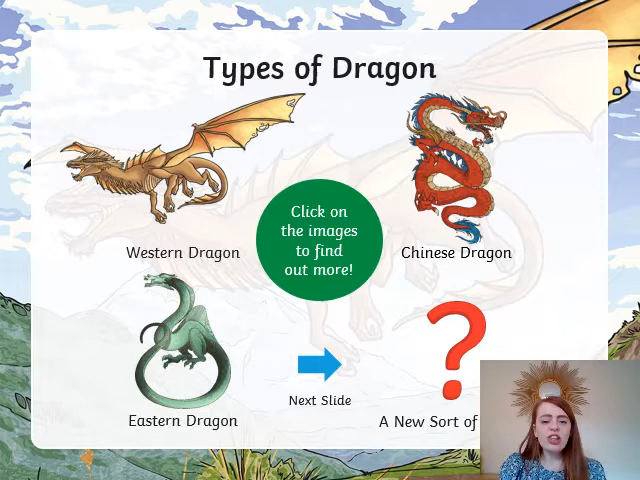 Types of Dragon
Western Dragon
Click on
the images
to find
out more!
Chinese Dragon
Eastern Dragon
Next Slide
A New Sort of